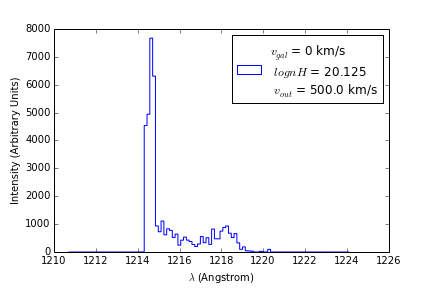 8000
7000
6000
5000
4000
3000
2000
1000
0
Intensity (Arbitrary Units)
v_gal = 0 km/s
lognH = 20.125
v_out = 500.0 km/s
1210 1212 1214 1216 1218 1220 1222 1224 1226
λ (Angstrom)